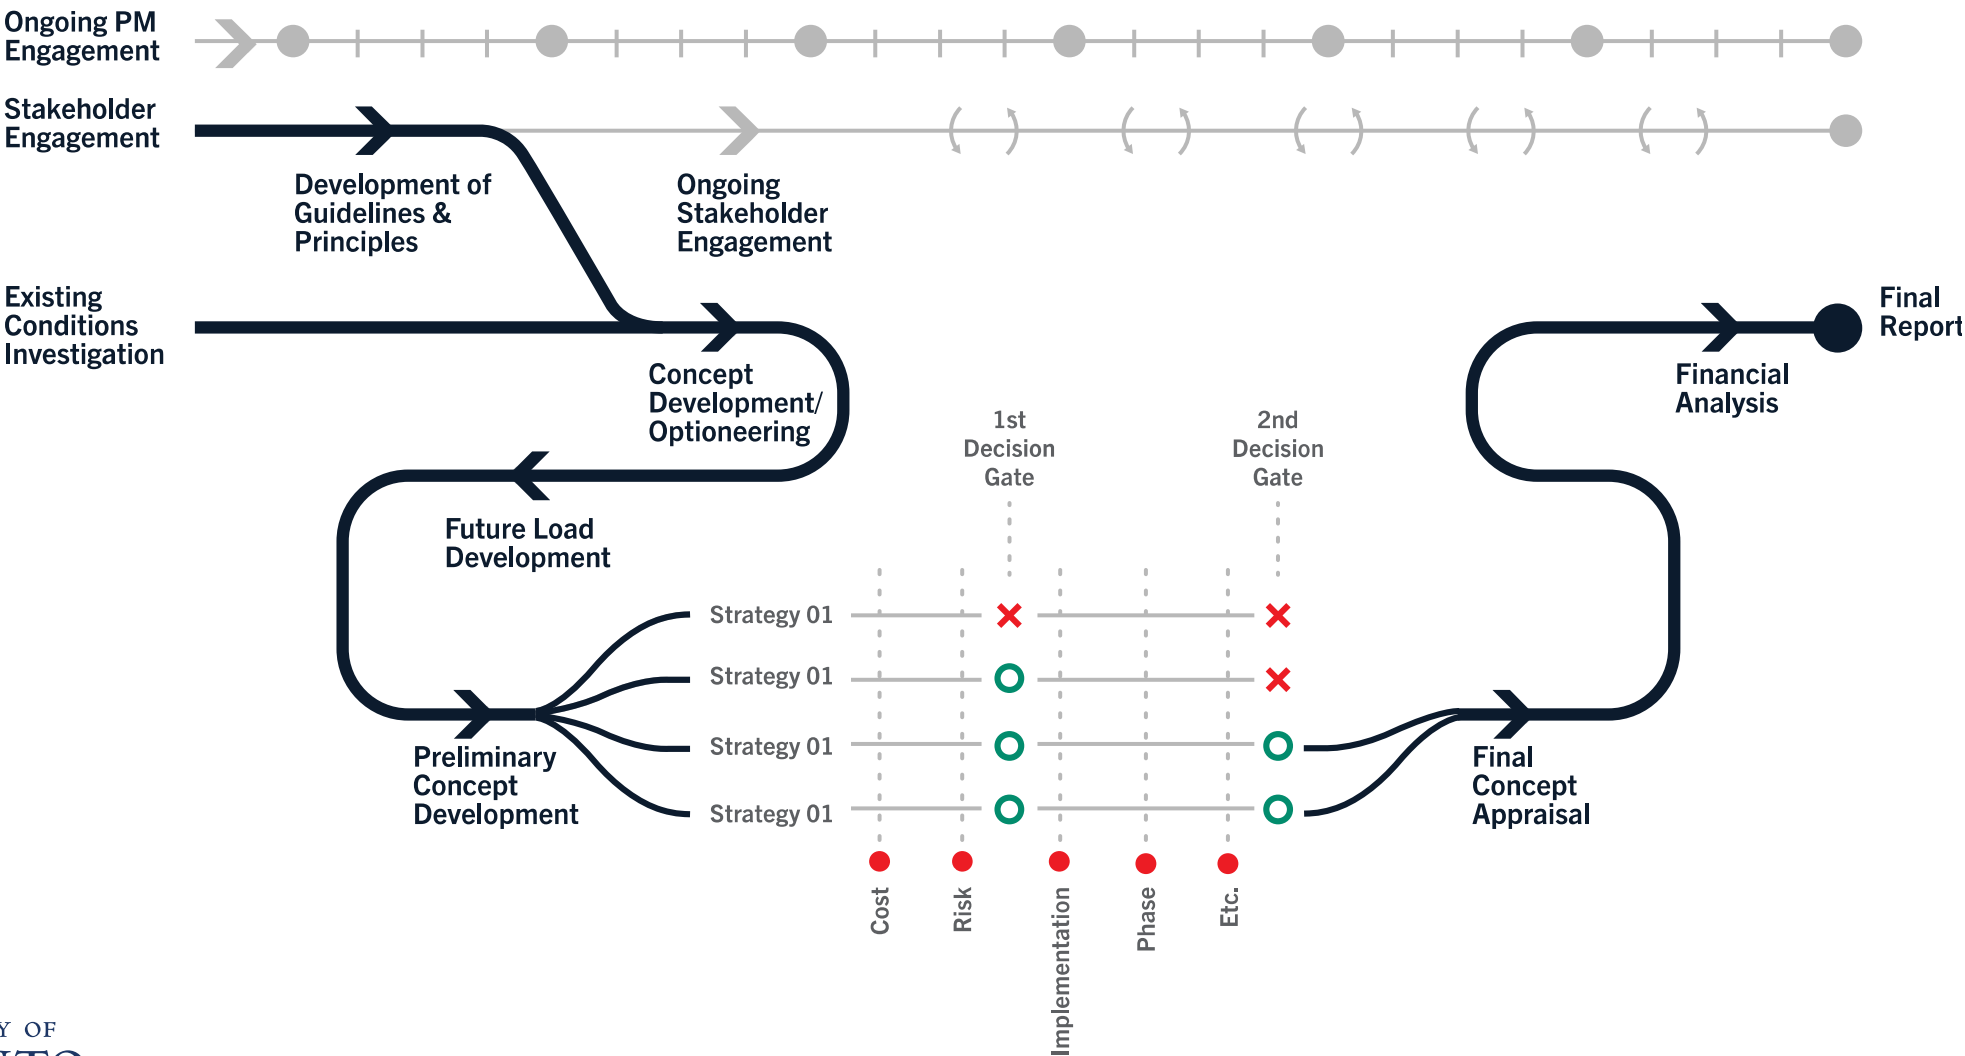 Ongoing PM
Engagement
Stakeholder
Engagement
Development of
Guidelines &
Principles
Ongoing
Stakeholder
Engagement
Existing
Conditions
Investigation
Concept
Development/
Optioneering
Final
Report
Financial
Analysis
1st
Decision
Gate
2nd
Decision
Gate
Future Load
Development
Strategy 01
Strategy 01
Strategy 01
Strategy 01
Preliminary
Concept
Development
Final
Concept
Appraisal
Cost
Risk
Implementation
Phase
Etc.
Y OF